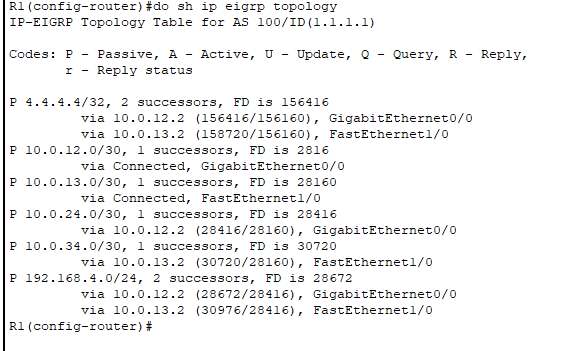 R1(config-router)#do sh ip eigrp topology
IP-EIGRP Topology Table for AS 100/ID(1.1.1.1)
Codes: P - Passive, A - Active, U - Update, Q - Query, R - Reply,
r - Reply status
P 4.4.4.4/32, 2 successors, FD is 156416
via 10.0.12.2 (156416/156160), GigabitEthernet0/0
via 10.0.13.2 (158720/156160), FastEthernet1/0
P 10.0.12.0/30, 1 successors, FD is 2816
via Connected, GigabitEthernet0/0
P 10.0.13.0/30, 1 successors, FD is 28160
via Connected, FastEthernet1/0
P 10.0.24.0/30, 1 successors, FD is 28416
via 10.0.12.2 (28416/28160), GigabitEthernet0/0
P 10.0.34.0/30, 1 successors, FD is 30720
via 10.0.13.2 (30720/28160), FastEthernet1/0
P 192.168.4.0/24, 2 successors, FD is 28672
via 10.0.12.2 (28672/28416), GigabitEthernet0/0
via 10.0.13.2 (30976/28416), FastEthernet1/0
R1(config-router)#